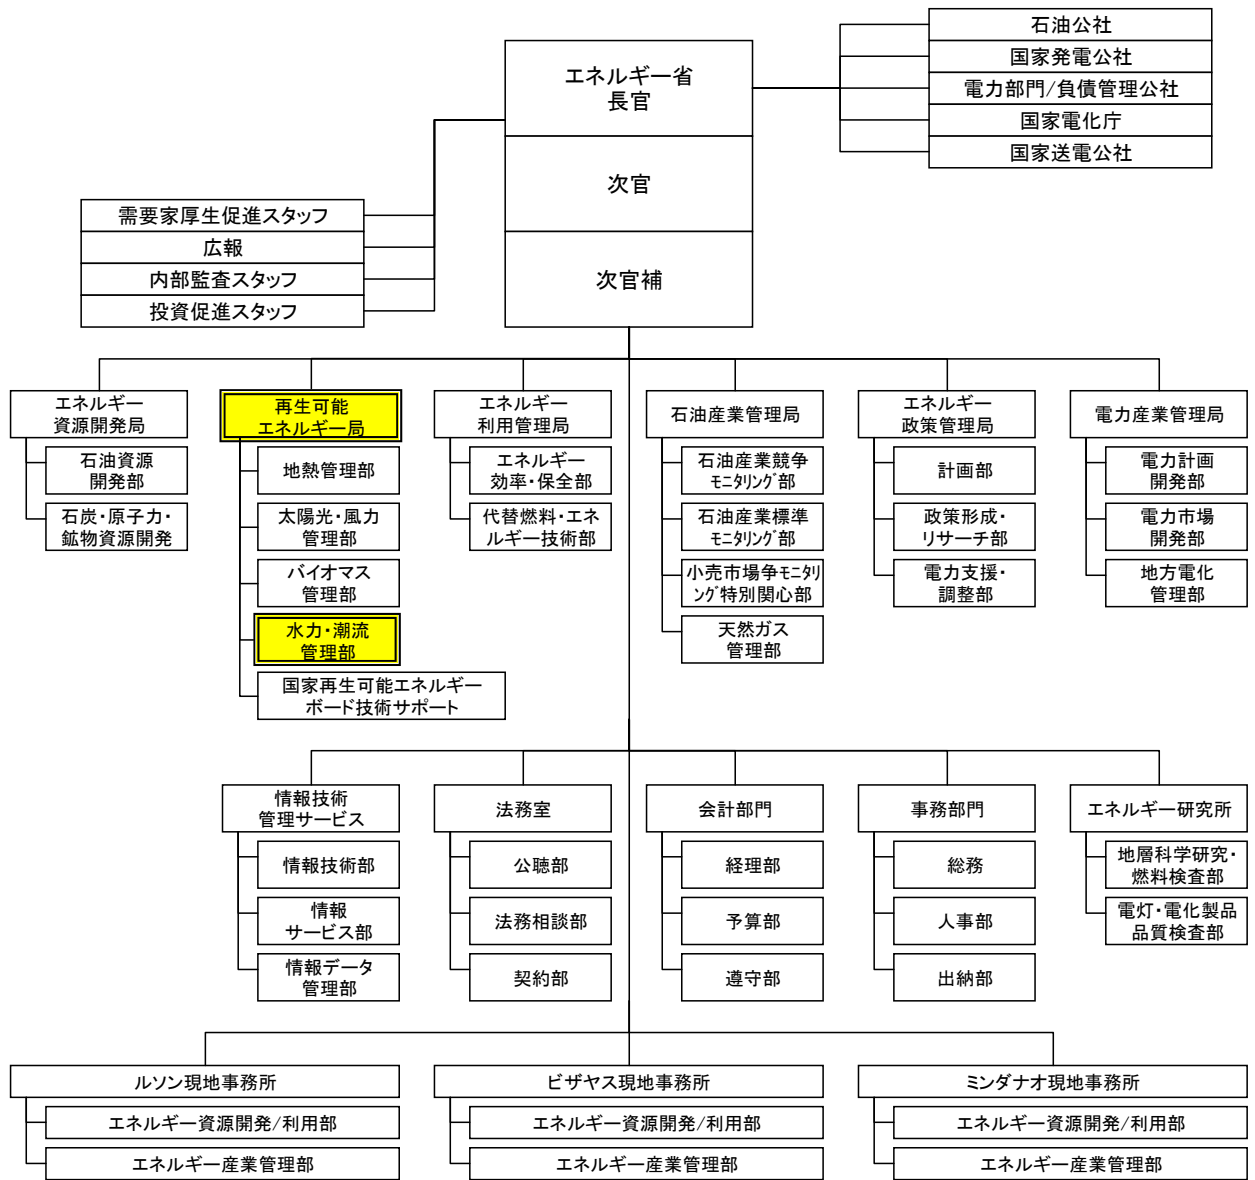 石油公社
国家発電公社
電力部門/負債管理公社
国家電化庁
国家送電公社
エネルギー省
長官
次官
次官補
需要家厚生促進スタッフ
広報
内部監査スタッフ
投資促進スタッフ
エネルギー
資源開発局
石油資源
開発部
石炭・原子力・
鉱物資源開発
再生可能
エネルギー局
地熱管理部
太陽光・風力
管理部
バイオマス
管理部
水力・潮流
管理部
国家再生可能エネルギー
ボード技術サポート
エネルギー
利用管理局
エネルギー
効率・保全部
代替燃料・エネ
ルギー技術部
石油産業管理局
石油産業競争
ﾓﾆﾀﾘﾝｸﾞ部
石油産業標準
ﾓﾆﾀﾘﾝｸﾞ部
小売市場争ﾓﾆﾀﾘ
ﾝｸﾞ特別関心部
天然ガス
管理部
エネルギー
政策管理局
計画部
政策形成・
リサーチ部
電力支援・
調整部
電力産業管理局
電力計画
開発部
電力市場
開発部
地方電化
管理部
情報技術
管理サービス
情報技術部
情報
サービス部
情報データ
管理部
法務室
公聴部
法務相談部
契約部
会計部門
経理部
予算部
遵守部
事務部門
総務
人事部
出納部
エネルギー研究所
地層科学研究・
燃料検査部
電灯・電化製品
品質検査部
ルソン現地事務所
エネルギー資源開発/利用部
エネルギー産業管理部
ビザヤス現地事務所
エネルギー資源開発/利用部
エネルギー産業管理部
ミンダナオ現地事務所
エネルギー資源開発/利用部
エネルギー産業管理部